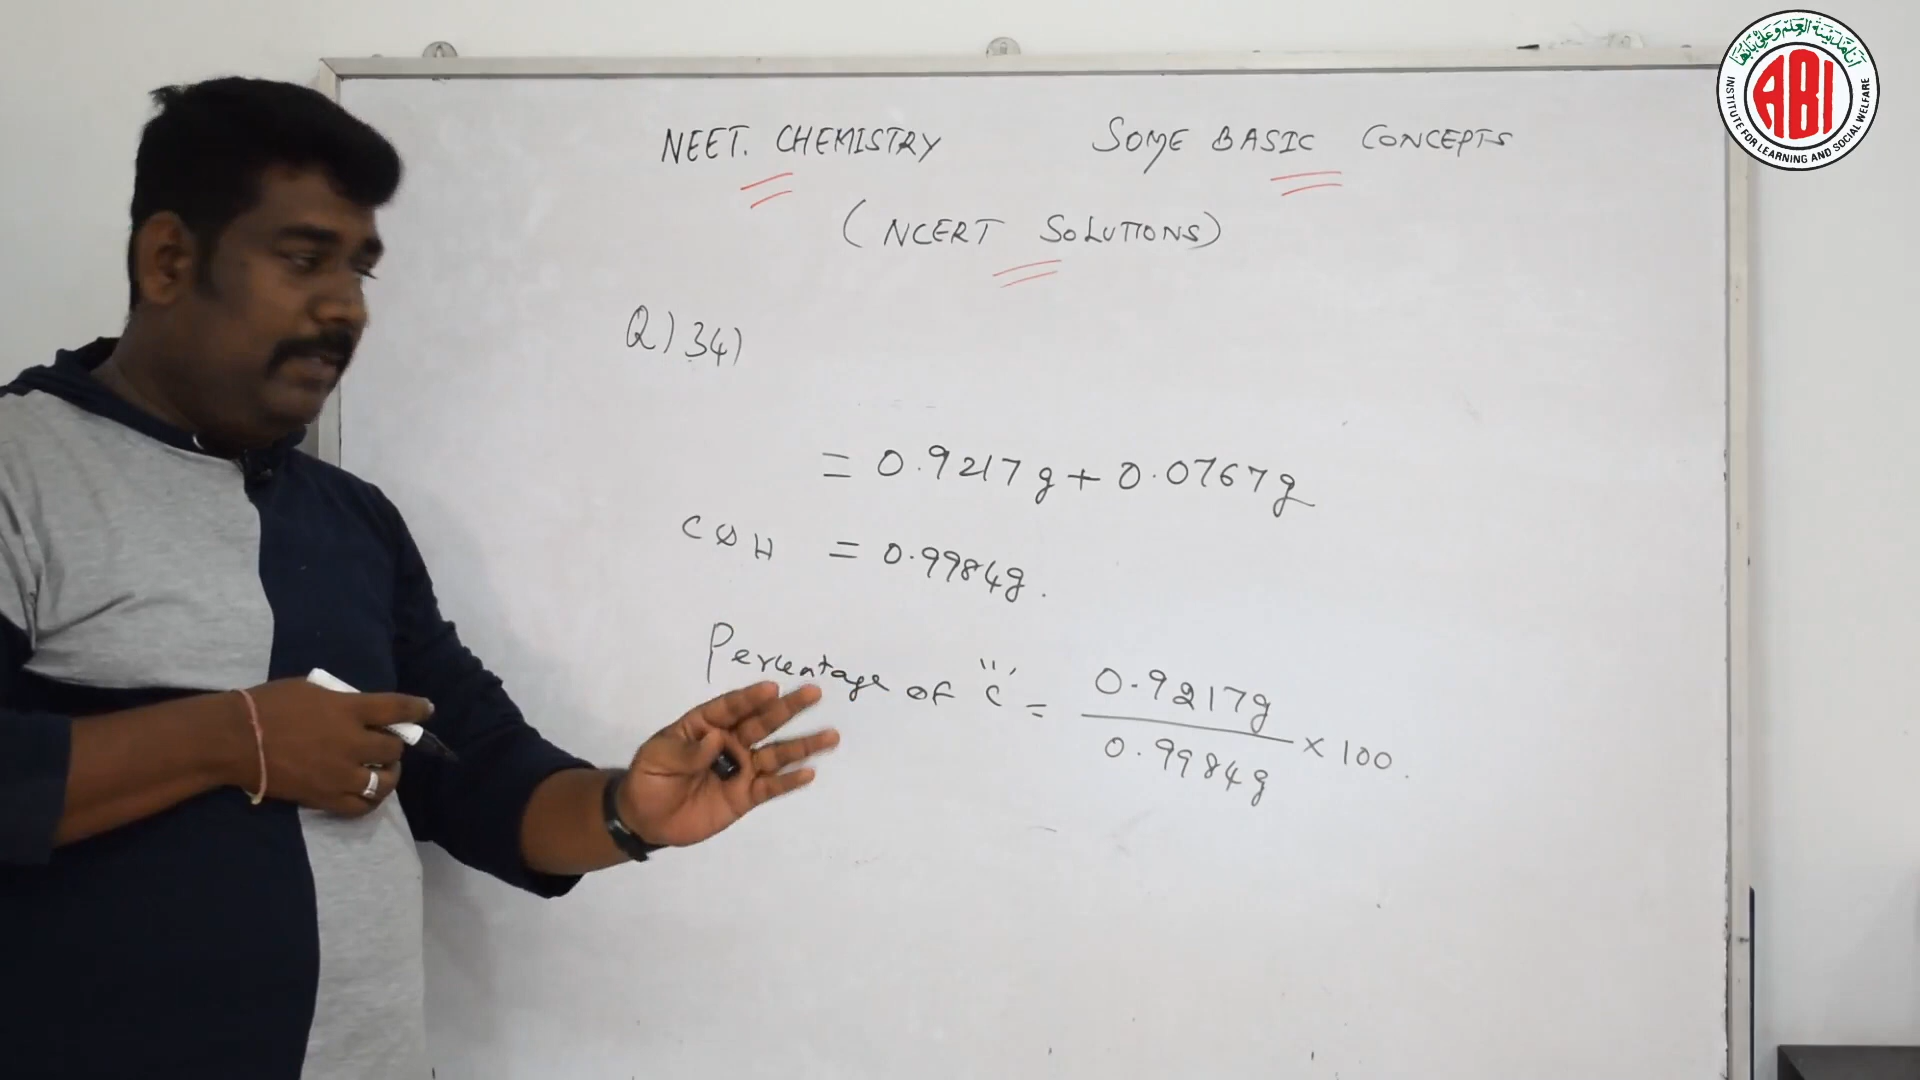 NEET. CHEMISTRY SOME BASIC CONCEPTS
(NCERT SOLUTIONS)
Q) 34)
= 0.9217g + 0.0767g
C & H = 0.9984g.
Percentage of "C" = 0.9217g
0.9984g × 100.
ABI
INSTITUTE FOR LEARNING AND SOCIAL WELFARE